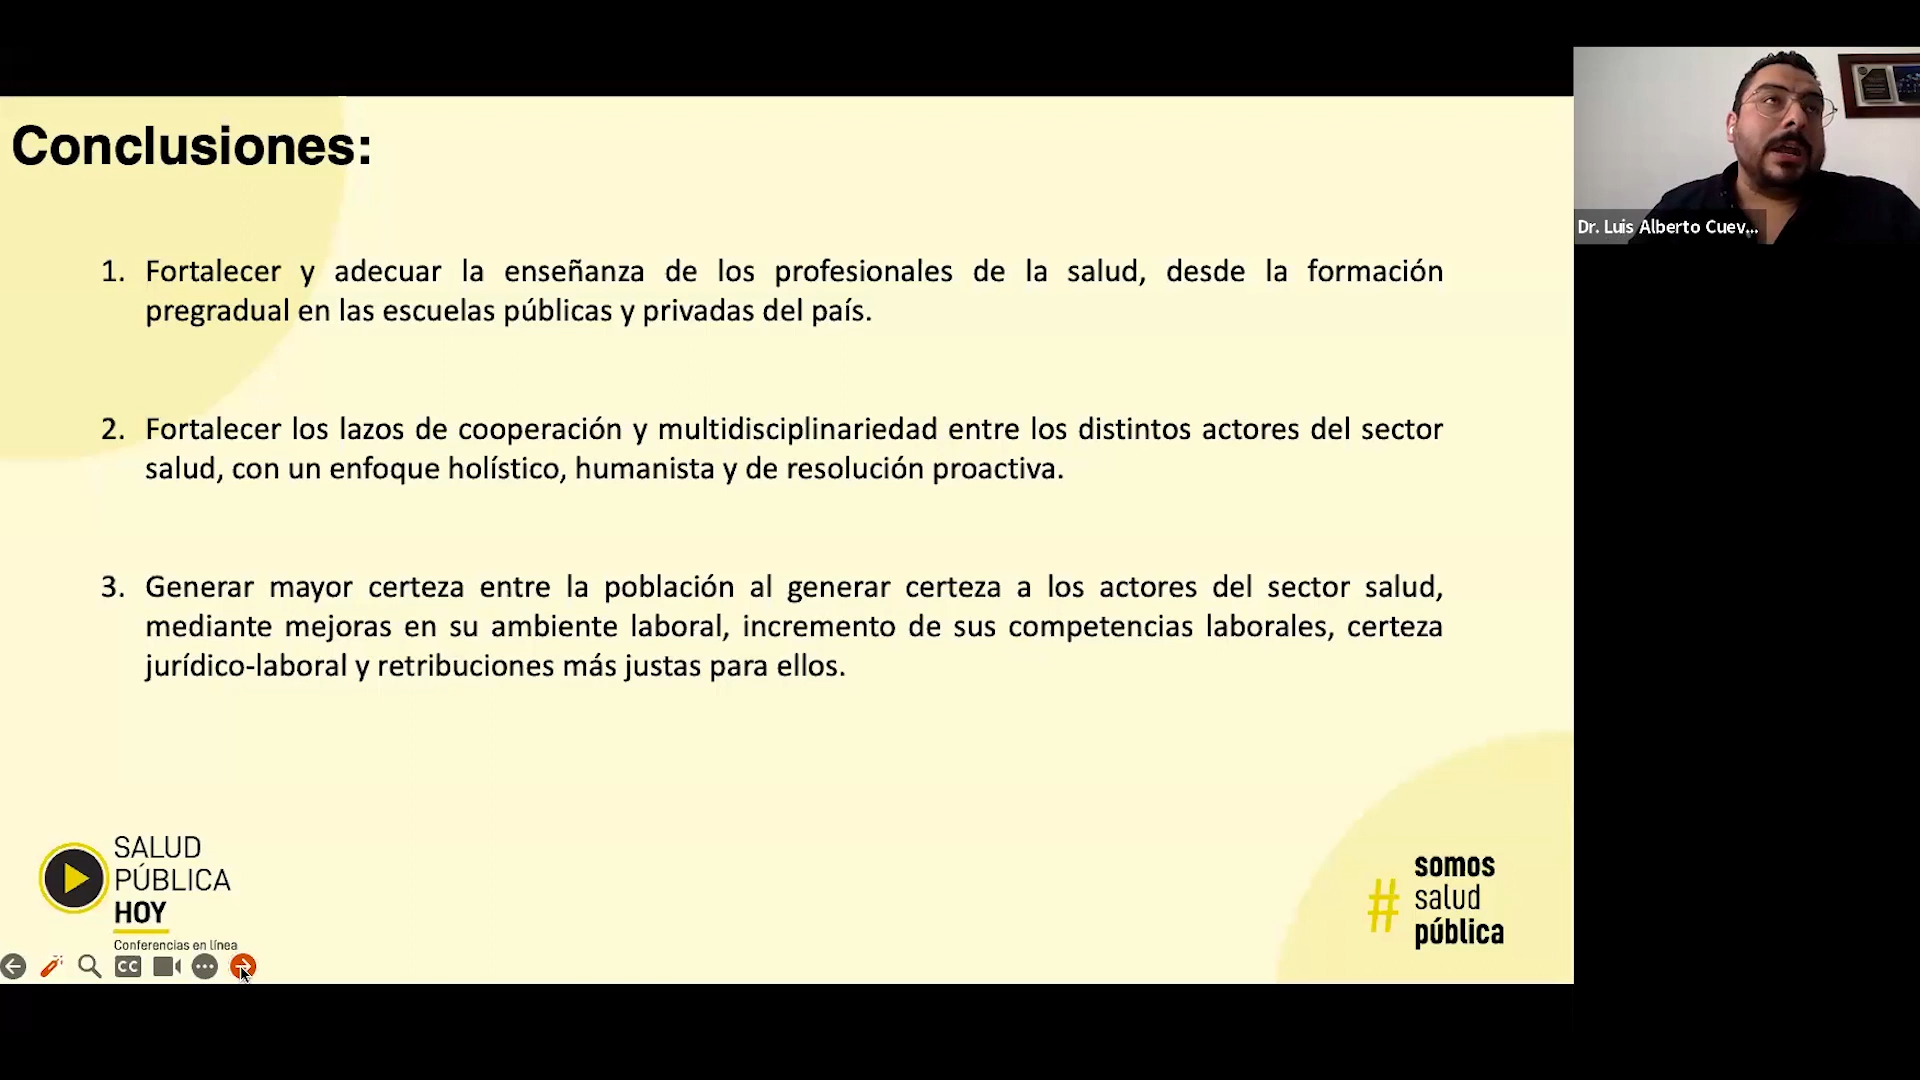 Conclusiones:
1. Fortalecer y adecuar la enseñanza de los profesionales de la salud, desde la formación
pregradual en las escuelas públicas y privadas del país.
2. Fortalecer los lazos de cooperación y multidisciplinariedad entre los distintos actores del sector
salud, con un enfoque holístico, humanista y de resolución proactiva.
3. Generar mayor certeza entre la población al generar certeza a los actores del sector salud,
mediante mejoras en su ambiente laboral, incremento de sus competencias laborales, certeza
jurídico-laboral y retribuciones más justas para ellos.
SALUD
PÚBLICA
HOY
Conferencias en línea
CC
# somos
salud
pública
Dr. Luis Alberto Cuev...